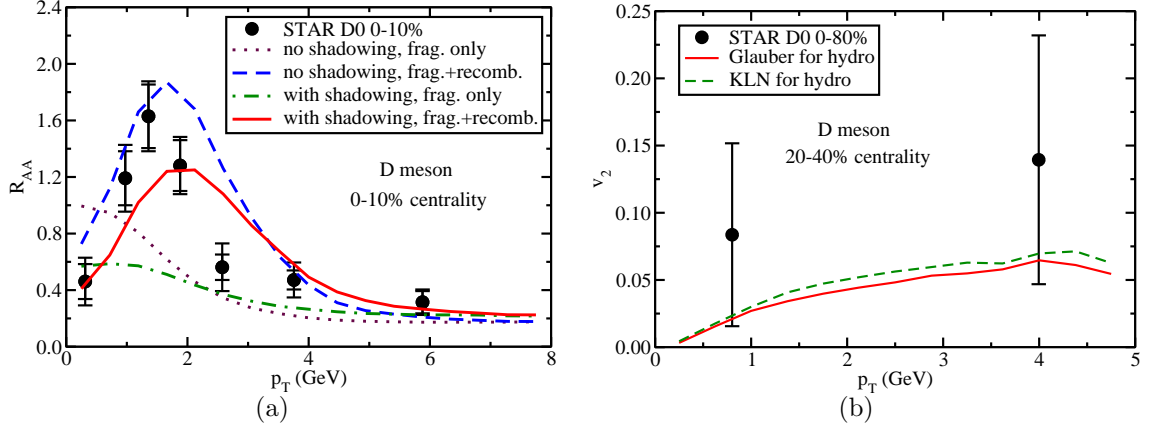 (a)
STAR D0 0-10%
no shadowing, frag. only
no shadowing, frag.+recomb.
with shadowing, frag. only
with shadowing, frag.+recomb.
D meson
0-10% centrality
R_AA
2.4
2.0
1.6
1.2
0.8
0.4
0.0
0 2 4 6 8
p_T (GeV)
(a)
(b)
STAR D0 0-80%
Glauber for hydro
KLN for hydro
D meson
20-40% centrality
v_2
0.25
0.20
0.15
0.10
0.05
0.00
0 1 2 3 4 5
p_T (GeV)
(b)